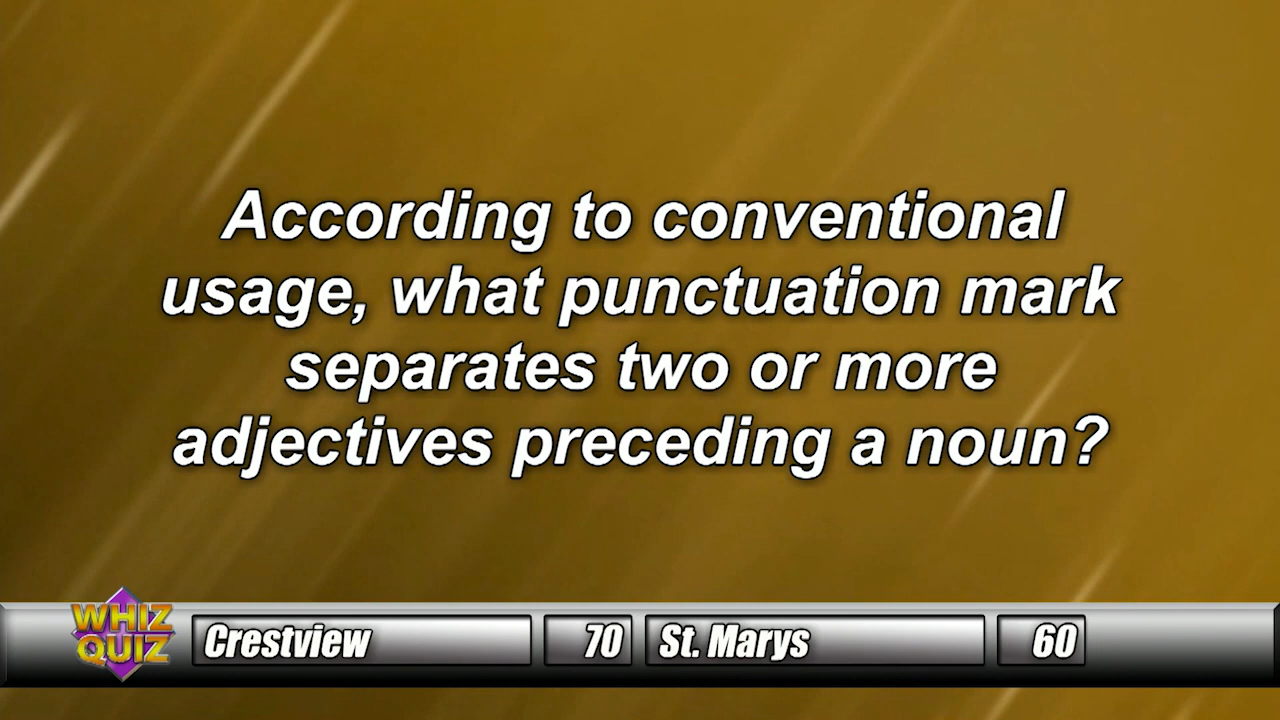 According to conventional
usage, what punctuation mark
separates two or more
adjectives preceding a noun?
WHIZ
QUIZ
Crestview 70 St. Marys 60